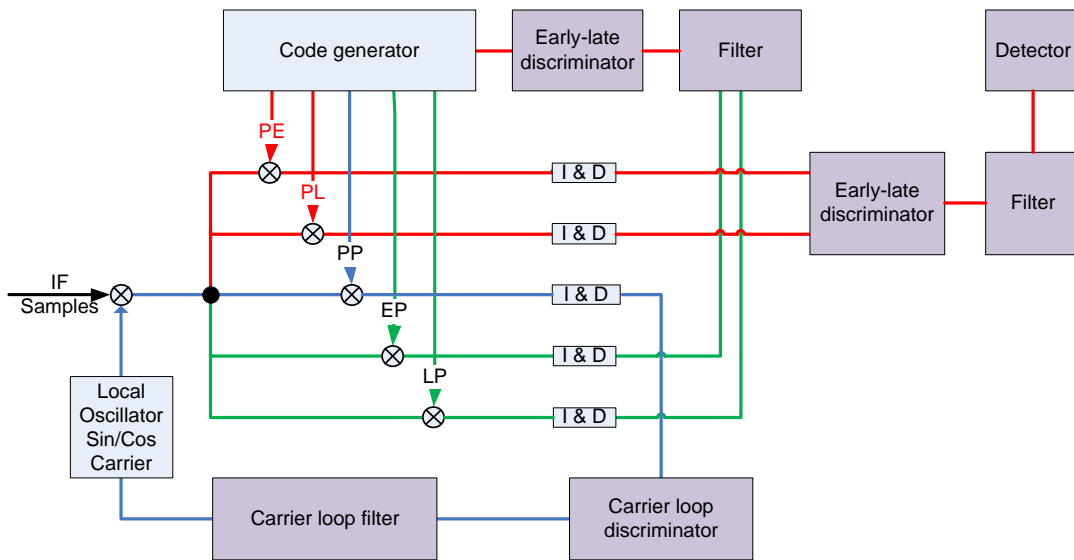 Code generator
Early-late
discriminator
Filter
Detector
PE
I & D
PL
I & D
Early-late
discriminator
Filter
PP
IF
Samples
I & D
EP
I & D
LP
I & D
Local
Oscillator
Sin/Cos
Carrier
Carrier loop filter
Carrier loop
discriminator